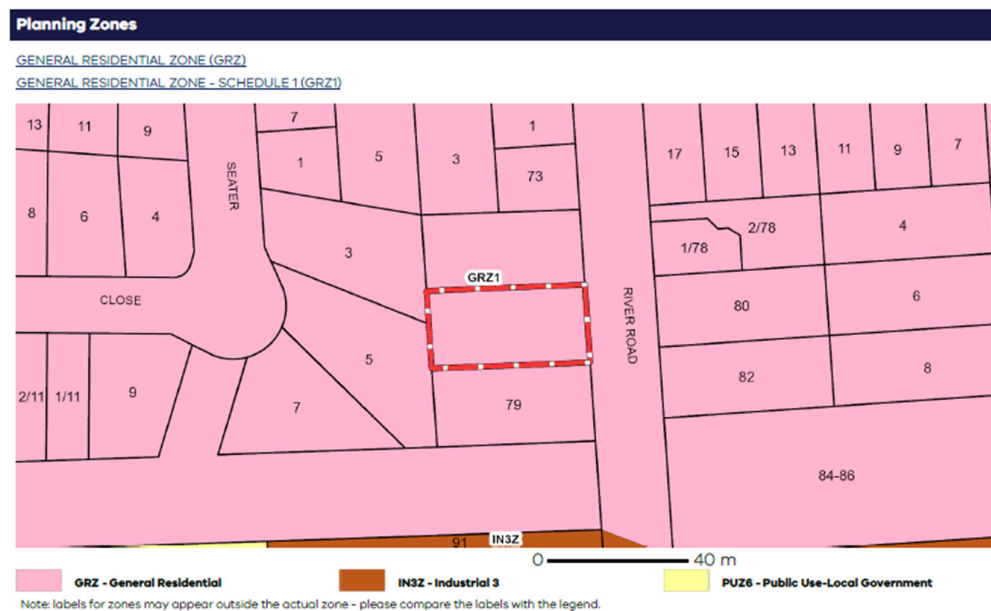 Planning Zones
GENERAL RESIDENTIAL ZONE (GRZ)
GENERAL RESIDENTIAL ZONE - SCHEDULE 1 (GRZ1)
13 11 9 7 1 5 3 1 73 17 15 13 11 9 7
SEATER
8 6 4 3 1/78 2/78 4
GRZ1
CLOSE
RIVER ROAD
80 6
2/11 1/11 9 7 5 79 82 8
84-86
91 IN3Z
0 40 m
GRZ - General Residential
IN3Z - Industrial 3
PUZ6 - Public Use-Local Government
Note: labels for zones may appear outside the actual zone - please compare the labels with the legend.